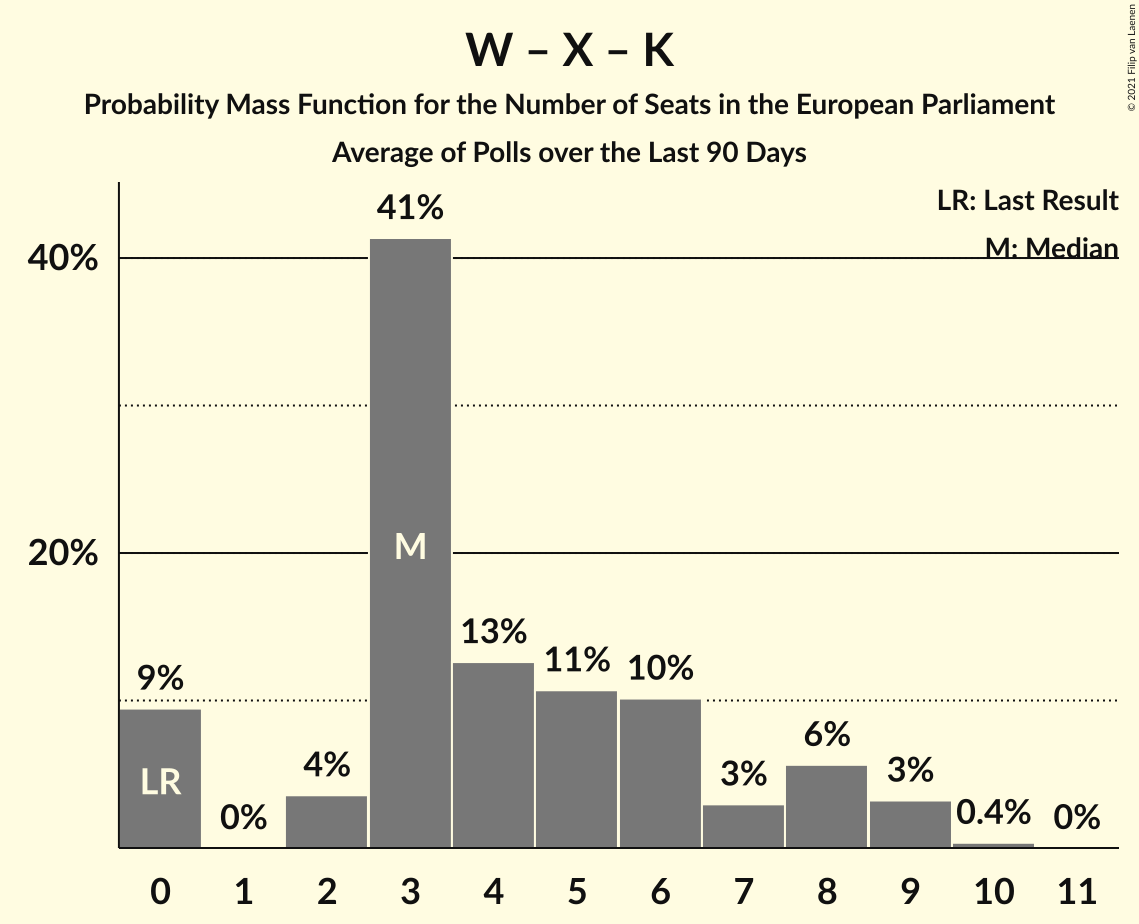 W – X – K
Probability Mass Function for the Number of Seats in the European Parliament
Average of Polls over the Last 90 Days
© 2021 Filip van Laenen
LR: Last Result
M: Median
40%
20%
41%
M
9%
LR
0%
4%
13%
11%
10%
3%
6%
3%
0.4%
0%
0 1 2 3 4 5 6 7 8 9 10 11